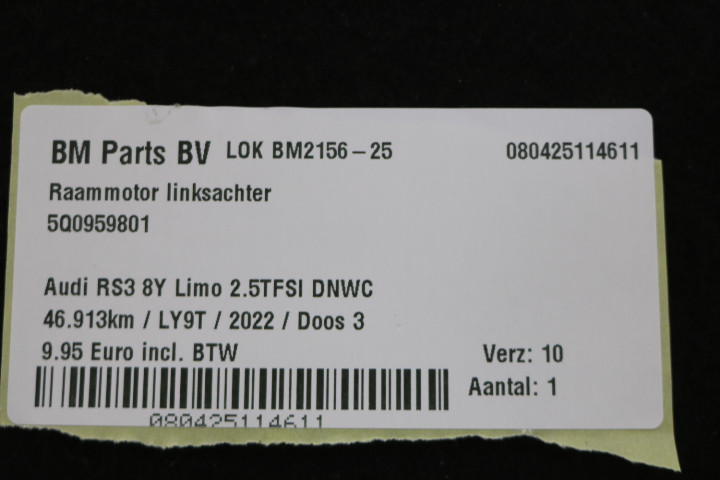 BM Parts BV LOK BM2156-25 080425114611
Raammotor linksachter
5Q0959801
Audi RS3 8Y Limo 2.5TFSI DNWC
46.913km / LY9T / 2022 / Doos 3
9.95 Euro incl. BTW Verz: 10
Aantal: 1
080425114611